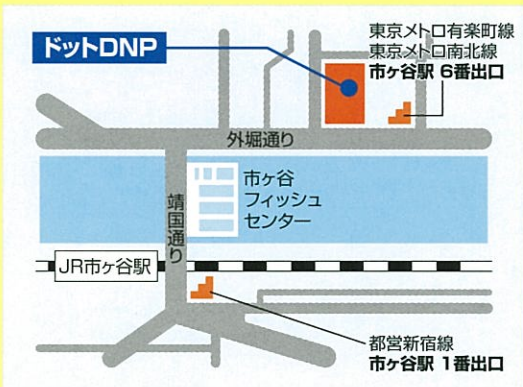 ドットDNP
東京メトロ有楽町線
東京メトロ南北線
市ヶ谷駅 6番出口
外堀通り
市ヶ谷
フィッシュ
センター
靖国通り
JR市ヶ谷駅
都営新宿線
市ヶ谷駅 1番出口